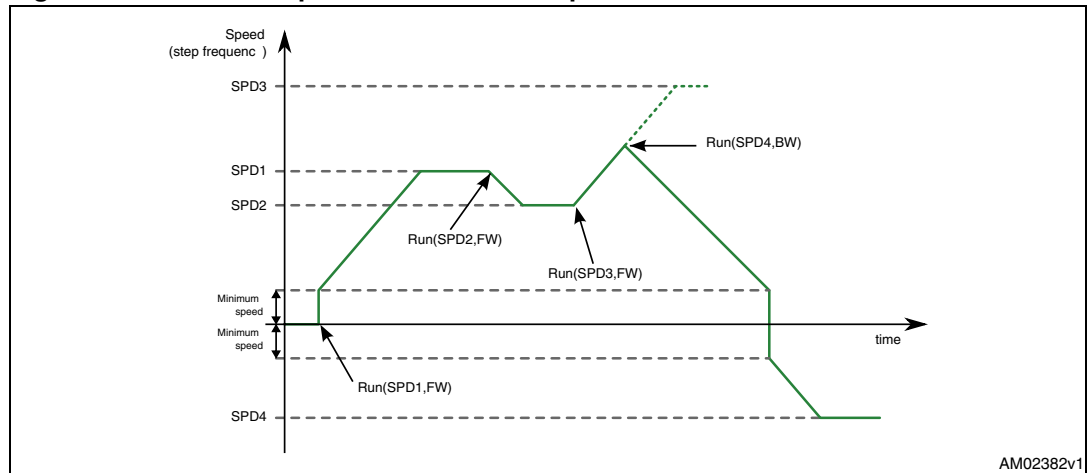 Speed
(step frequenc )
SPD3
Run(SPD4,BW)
SPD1
SPD2
Run(SPD2,FW)
Run(SPD3,FW)
Minimum
speed
Minimum
speed
time
Run(SPD1,FW)
SPD4
AM02382v1